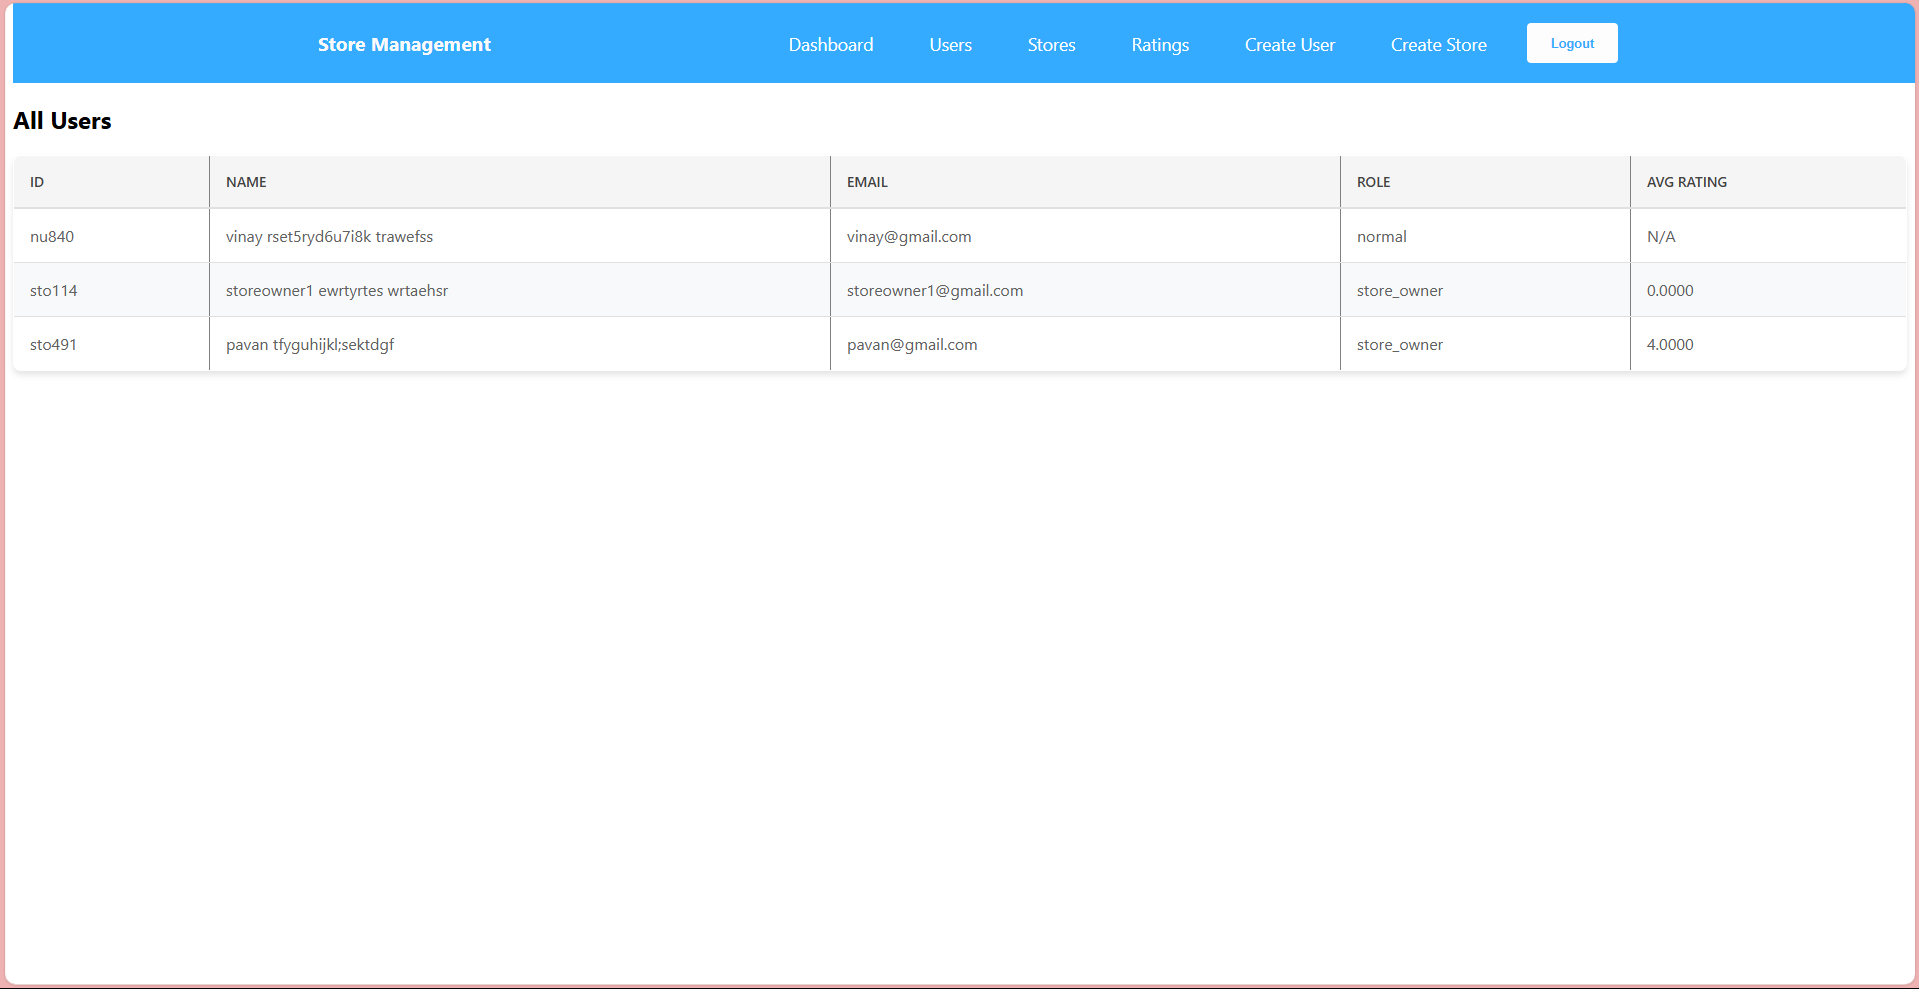 Store Management Dashboard Users Stores Ratings Create User Create Store Logout
All Users
ID NAME EMAIL ROLE AVG RATING
nu840 vinay rset5ryd6u7i8k trawefss vinay@gmail.com normal N/A
sto114 storeowner1 ewrtyrtes wrtaehsr storeowner1@gmail.com store_owner 0.0000
sto491 pavan tfyguhijkl;sektdgf pavan@gmail.com store_owner 4.0000